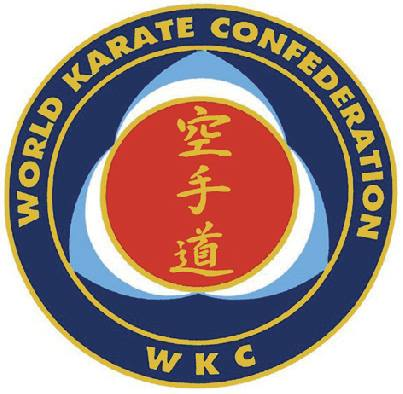 WORLD KARATE CONFEDERATION
空
手
道
WKC